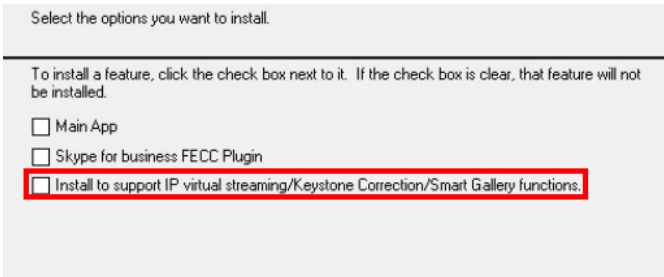 Select the options you want to install.
To install a feature, click the check box next to it. If the check box is clear, that feature will not
be installed.
Main App
Skype for business FECC Plugin
Install to support IP virtual streaming/Keystone Correction/Smart Gallery functions.